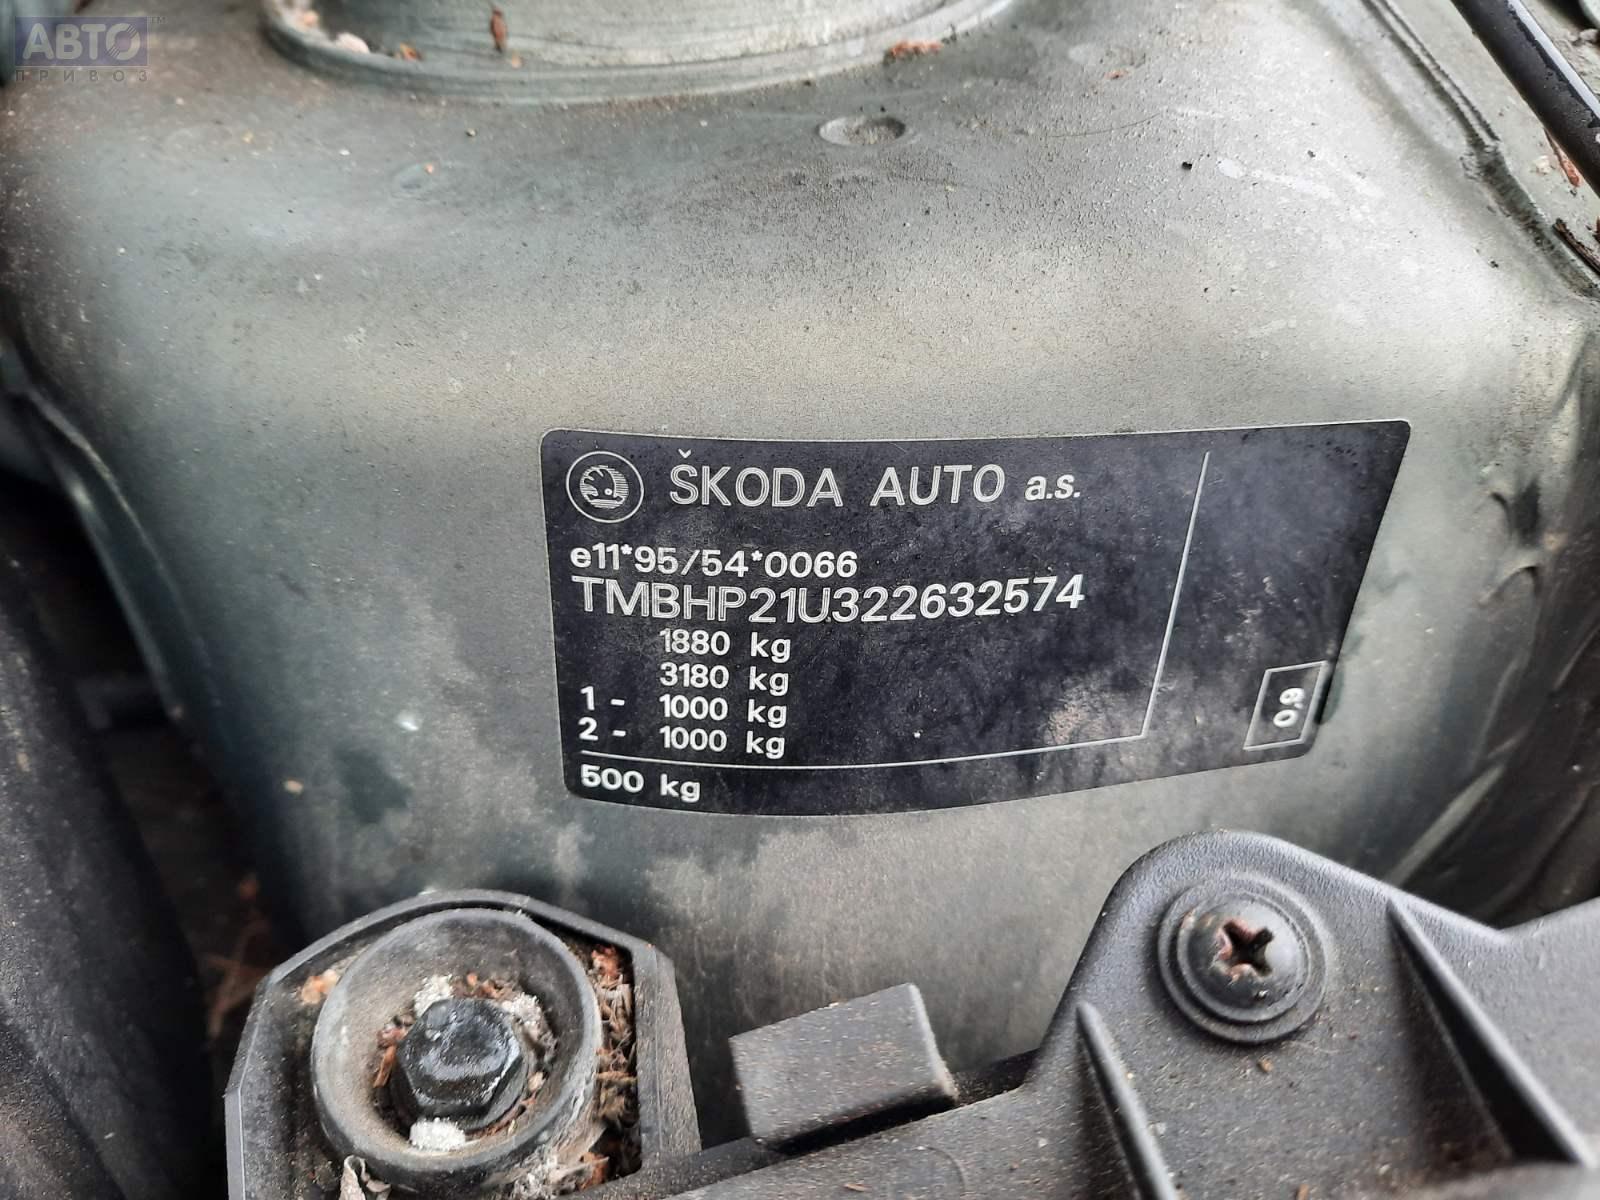 АВТО™
ПРИВОЗ
ŠKODA AUTO a.s.
e11*95/54*0066
TMBHP21U322632574
1880 kg
3180 kg
1 - 1000 kg
2 - 1000 kg
500 kg
0,9